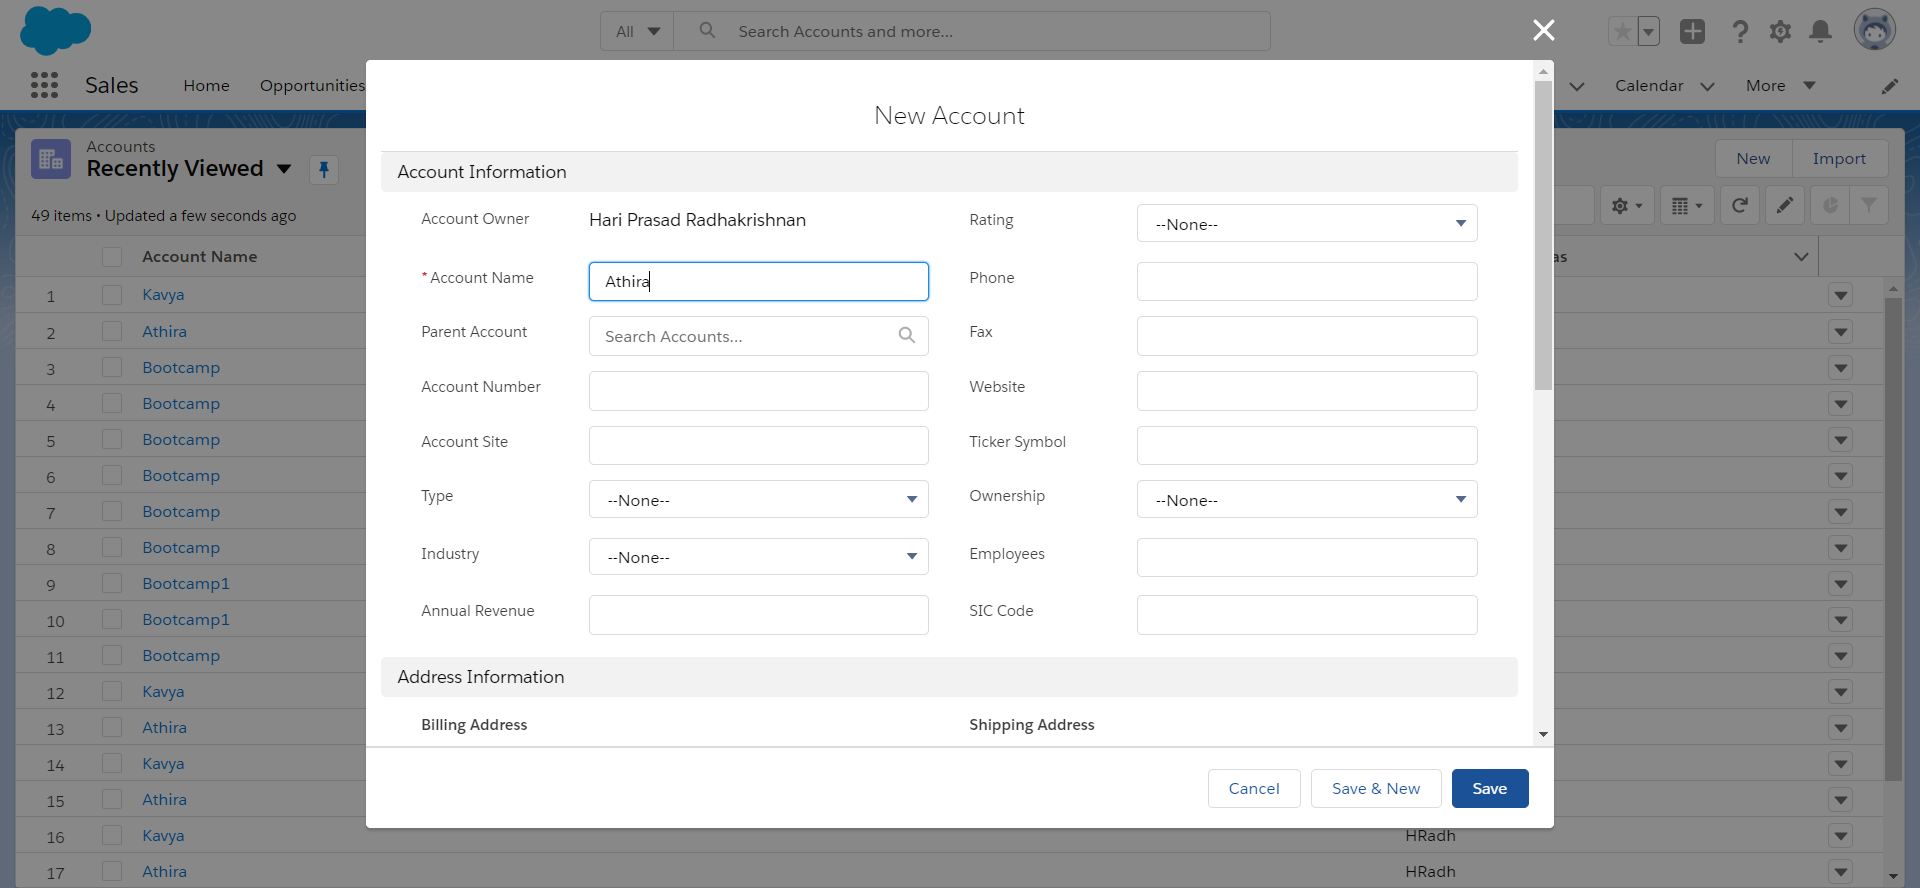 All
Search Accounts and more...
Sales
Home
Opportunities
Calendar
More
Accounts
Recently Viewed
New
Import
49 items • Updated a few seconds ago
Account Name
1 Kavya
2 Athira
3 Bootcamp
4 Bootcamp
5 Bootcamp
6 Bootcamp
7 Bootcamp
8 Bootcamp
9 Bootcamp1
10 Bootcamp1
11 Bootcamp
12 Kavya
13 Athira
14 Kavya
15 Athira
16 Kavya HRadh
17 Athira HRadh
New Account
Account Information
Account Owner Hari Prasad Radhakrishnan
Rating --None--
*Account Name Athira
Phone
Parent Account Search Accounts...
Fax
Account Number
Website
Account Site
Ticker Symbol
Type --None--
Ownership --None--
Industry --None--
Employees
Annual Revenue
SIC Code
Address Information
Billing Address
Shipping Address
Cancel
Save & New
Save